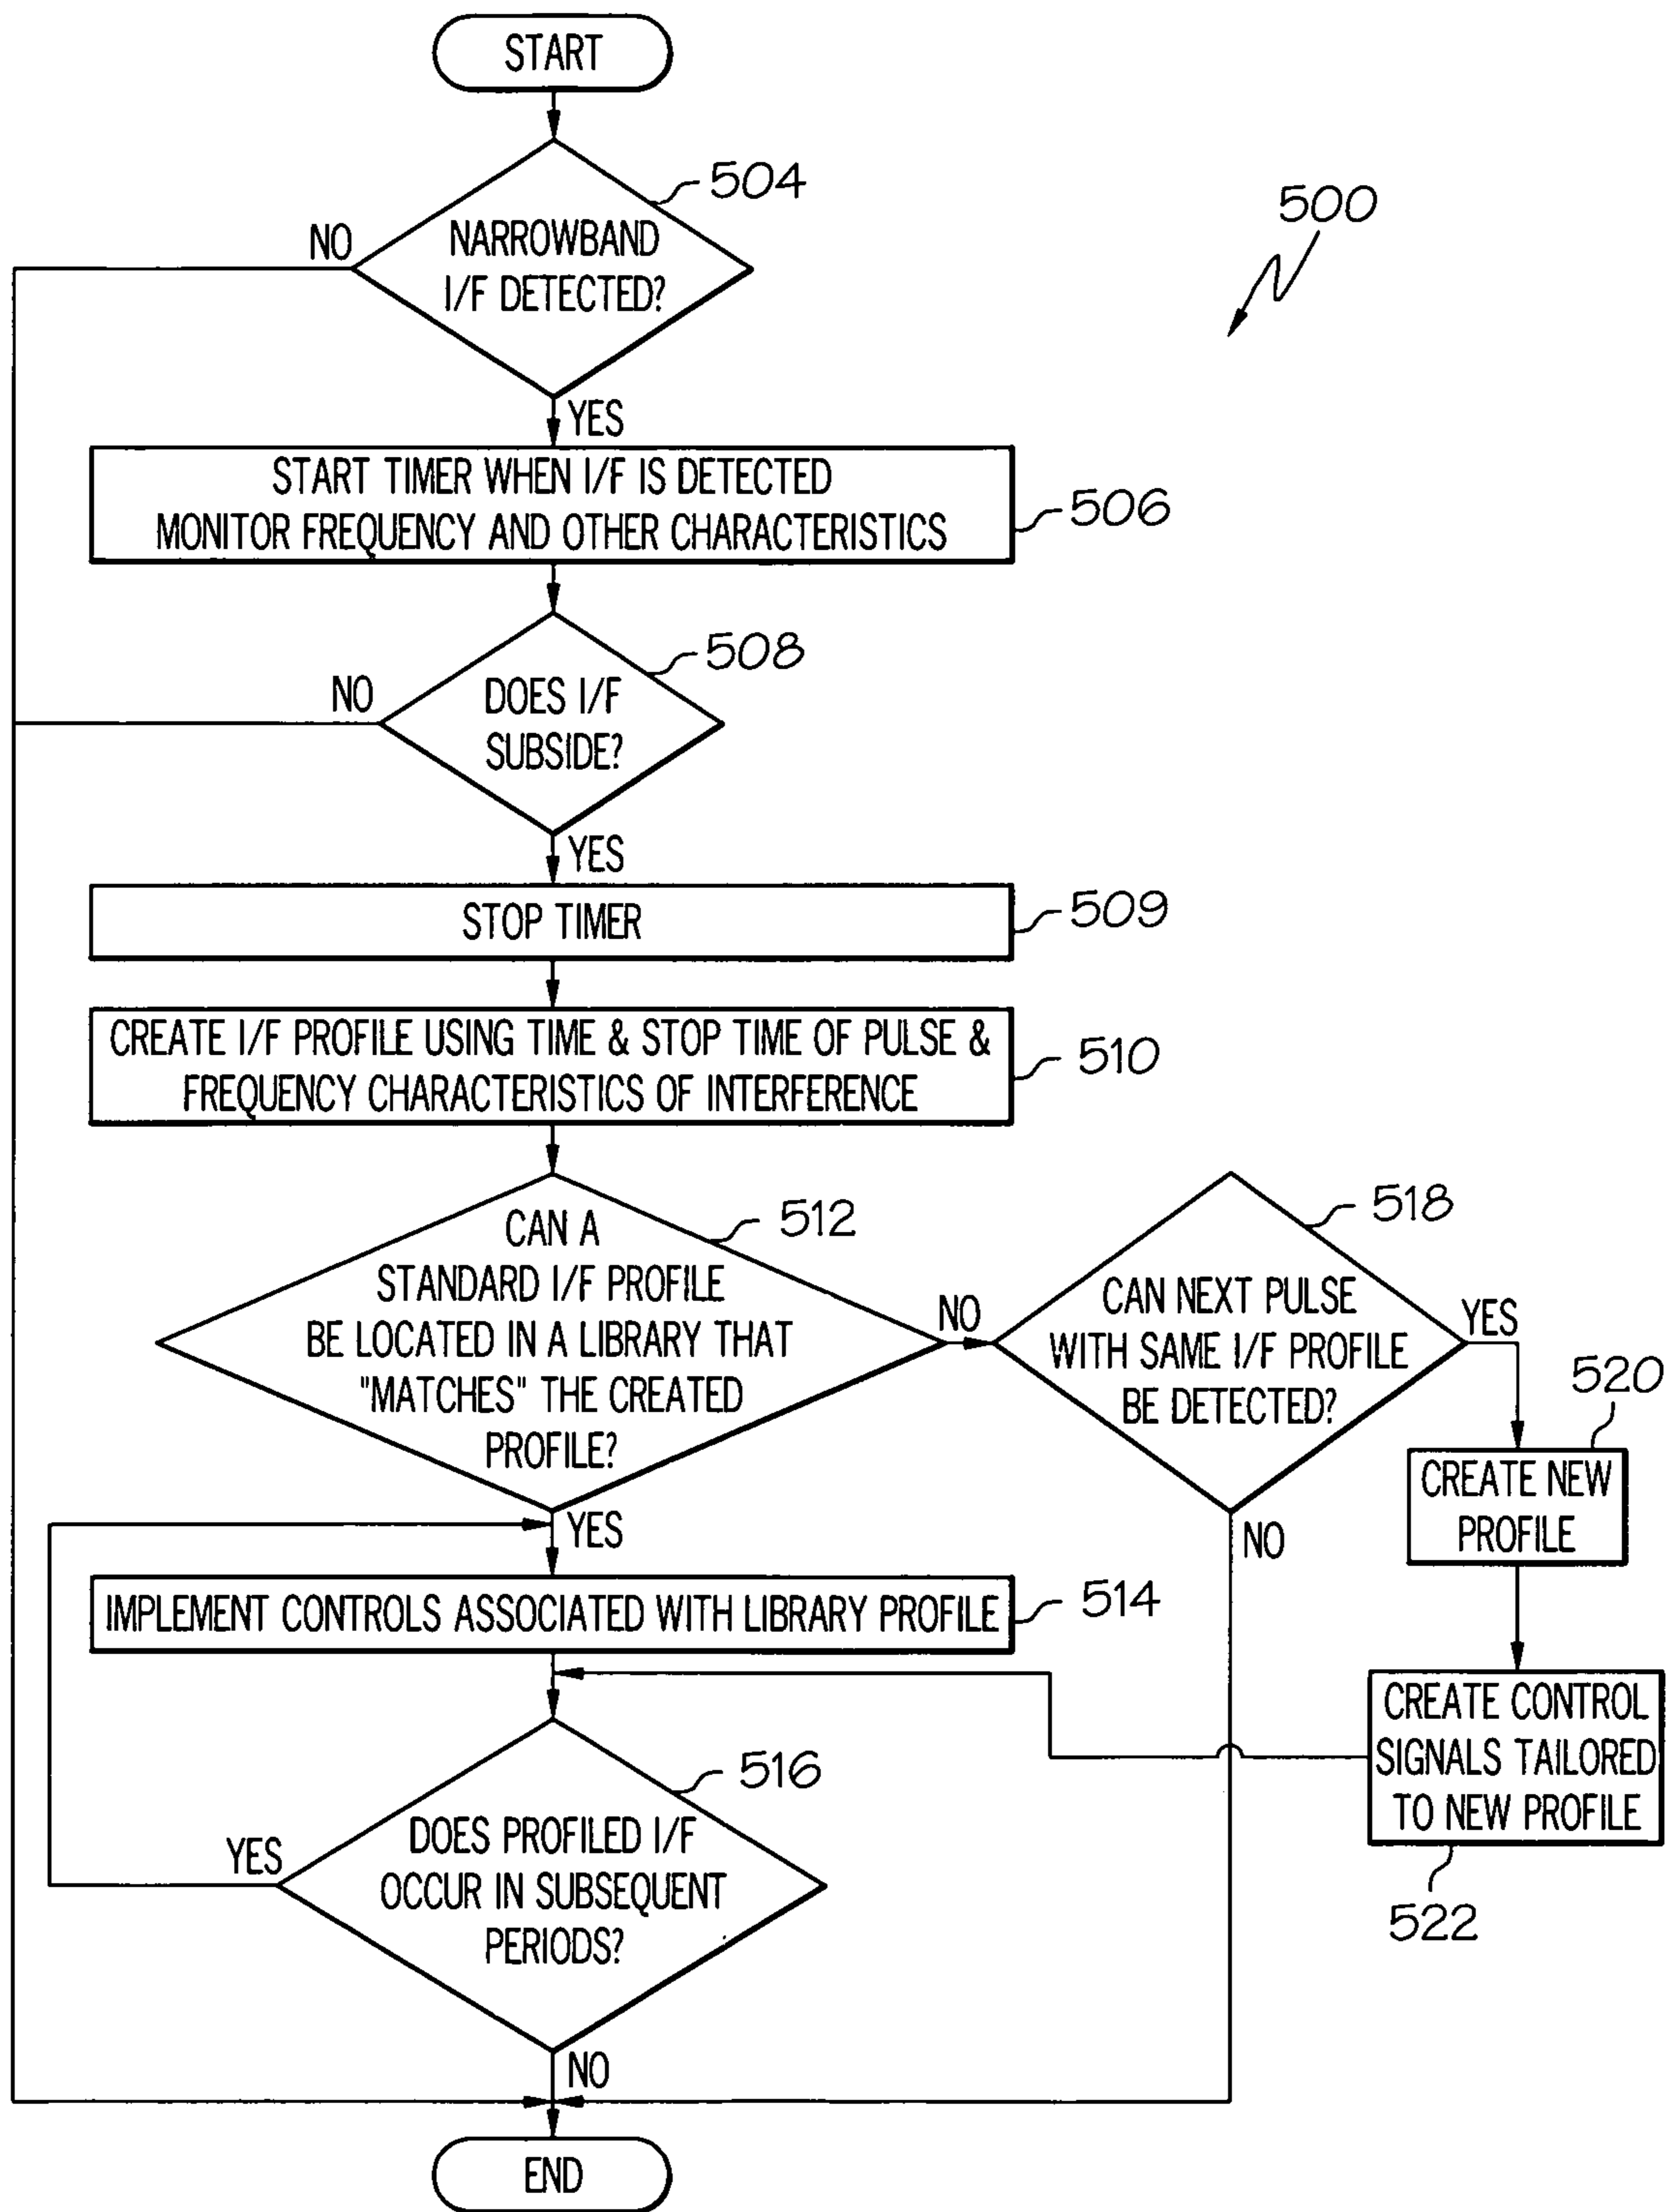 START
504
500
NO
NARROWBAND
I/F DETECTED?
YES
START TIMER WHEN I/F IS DETECTED
MONITOR FREQUENCY AND OTHER CHARACTERISTICS
506
508
NO
DOES I/F
SUBSIDE?
YES
STOP TIMER
509
CREATE I/F PROFILE USING TIME & STOP TIME OF PULSE &
FREQUENCY CHARACTERISTICS OF INTERFERENCE
510
512
CAN A
STANDARD I/F PROFILE
BE LOCATED IN A LIBRARY THAT
"MATCHES" THE CREATED
PROFILE?
NO
518
CAN NEXT PULSE
WITH SAME I/F PROFILE
BE DETECTED?
YES
520
CREATE NEW
PROFILE
YES
NO
IMPLEMENT CONTROLS ASSOCIATED WITH LIBRARY PROFILE
514
CREATE CONTROL
SIGNALS TAILORED
TO NEW PROFILE
522
516
YES
DOES PROFILED I/F
OCCUR IN SUBSEQUENT
PERIODS?
NO
END